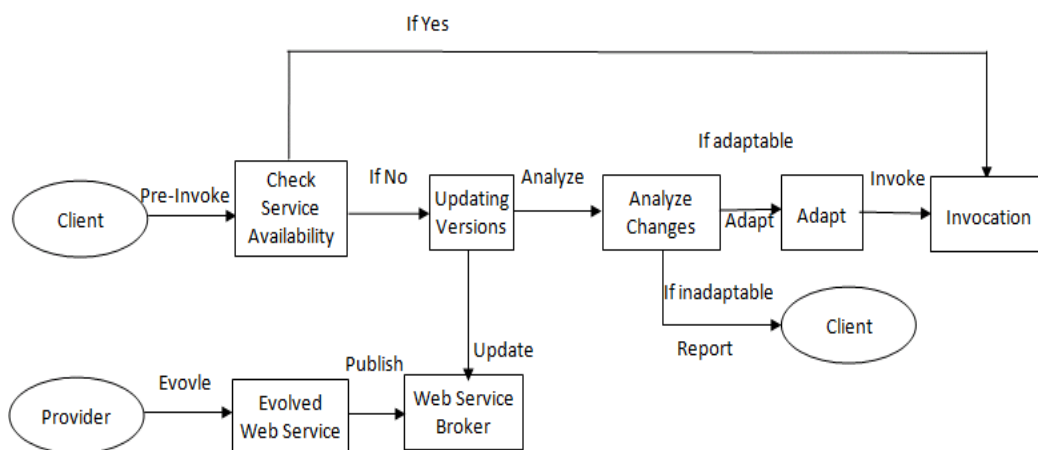 If Yes
If adaptable
Pre-Invoke
Check
Service
Availability
If No
Updating
Versions
Analyze
Analyze
Changes
Adapt
Adapt
Invoke
Invocation
Client
If inadaptable
Report
Client
Update
Provider
Evovle
Evolved
Web Service
Publish
Web Service
Broker